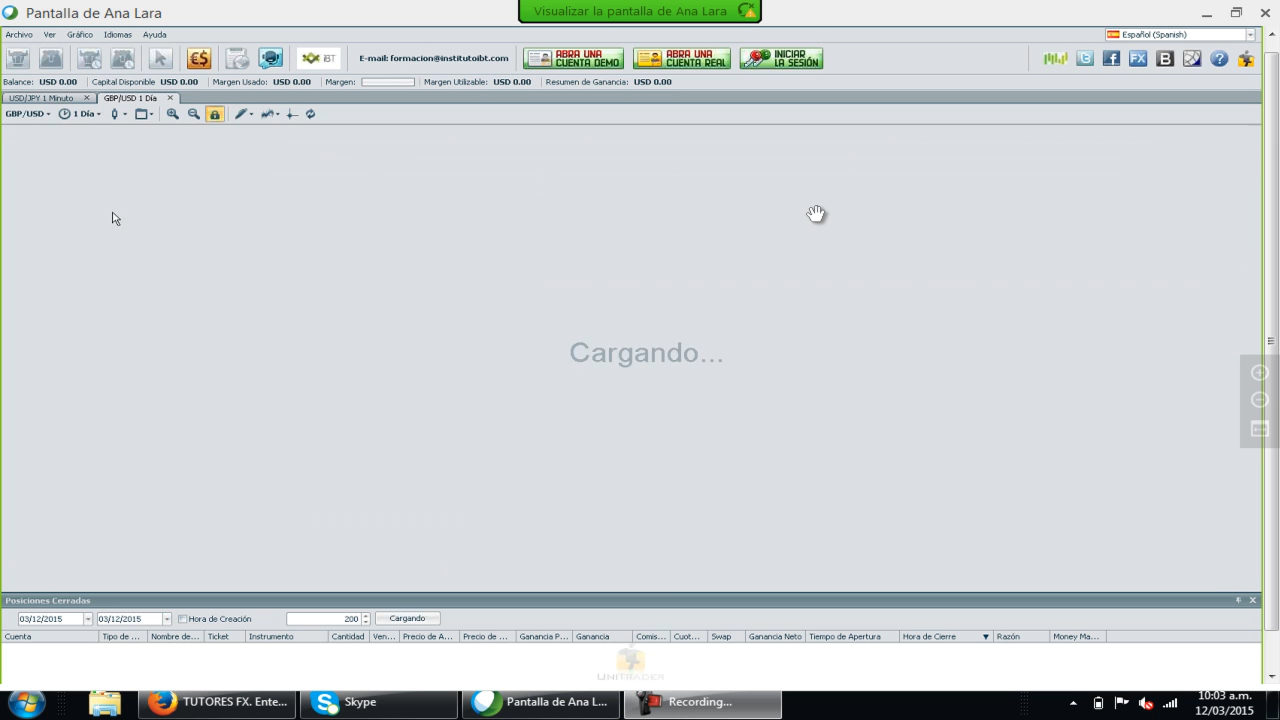 Pantalla de Ana Lara
Visualizar la pantalla de Ana Lara
Archivo Ver Gráfico Idiomas Ayuda
Español (Spanish)
€$ IBT E-mail: formacion@institutoibt.com ABRA UNA CUENTA DEMO ABRA UNA CUENTA REAL INICIAR LA SESIÓN
Balance: USD 0.00 Capital Disponible USD 0.00 Margen Usado: USD 0.00 Margen: Margen Utilizable: USD 0.00 Resumen de Ganancia: USD 0.00
USD/JPY 1 Minuto GBP/USD 1 Día
GBP/USD 1 Día
Cargando...
Posiciones Cerradas
03/12/2015 03/12/2015 Hora de Creación 200 Cargando
Cuenta Tipo de ... Nombre de... Ticket Instrumento Cantidad Ven... Precio de A... Precio de ... Ganancia P... Ganancia Comis... Cuot... Swap Ganancia Neto Tiempo de Apertura Hora de Cierre Razón Money Ma...
UNITRADER
TUTORES FX. Ente... Skype Pantalla de Ana L... Recording...
10:03 a.m.
12/03/2015